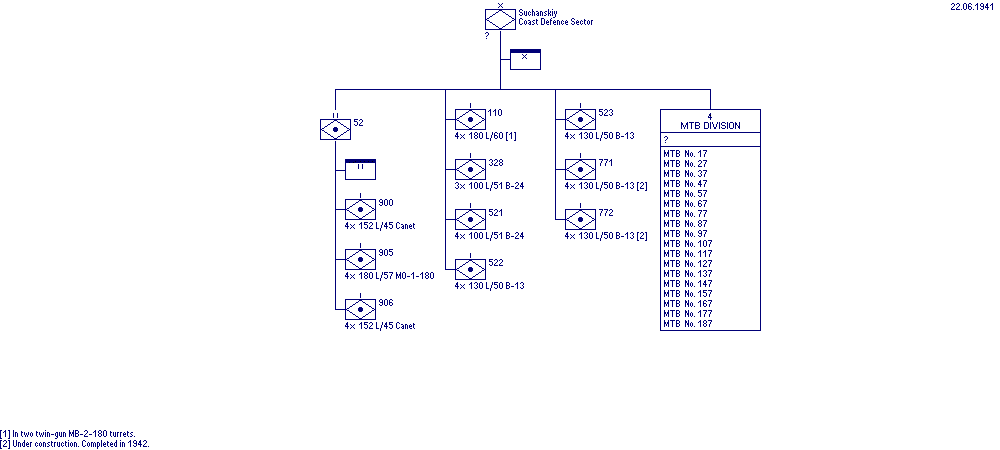 22.06.1941
Suchanskiy
Coast Defence Sector
?
52
900
4x 152 L/45 Canet
905
4x 180 L/57 MO-1-180
906
4x 152 L/45 Canet
110
4x 180 L/60 [1]
328
3x 100 L/51 B-24
521
4x 100 L/51 B-24
522
4x 130 L/50 B-13
523
4x 130 L/50 B-13
771
4x 130 L/50 B-13 [2]
772
4x 130 L/50 B-13 [2]
4
MTB DIVISION
?
MTB No. 17
MTB No. 27
MTB No. 37
MTB No. 47
MTB No. 57
MTB No. 67
MTB No. 77
MTB No. 87
MTB No. 97
MTB No. 107
MTB No. 117
MTB No. 127
MTB No. 137
MTB No. 147
MTB No. 157
MTB No. 167
MTB No. 177
MTB No. 187
[1] In two twin-gun MB-2-180 turrets.
[2] Under construction. Completed in 1942.